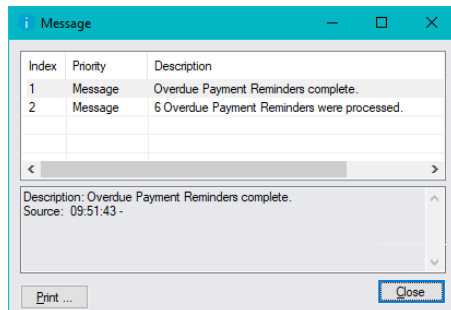 Message
Index Priority Description
1 Message Overdue Payment Reminders complete.
2 Message 6 Overdue Payment Reminders were processed.
Description: Overdue Payment Reminders complete.
Source: 09:51:43 -
Print ... Close